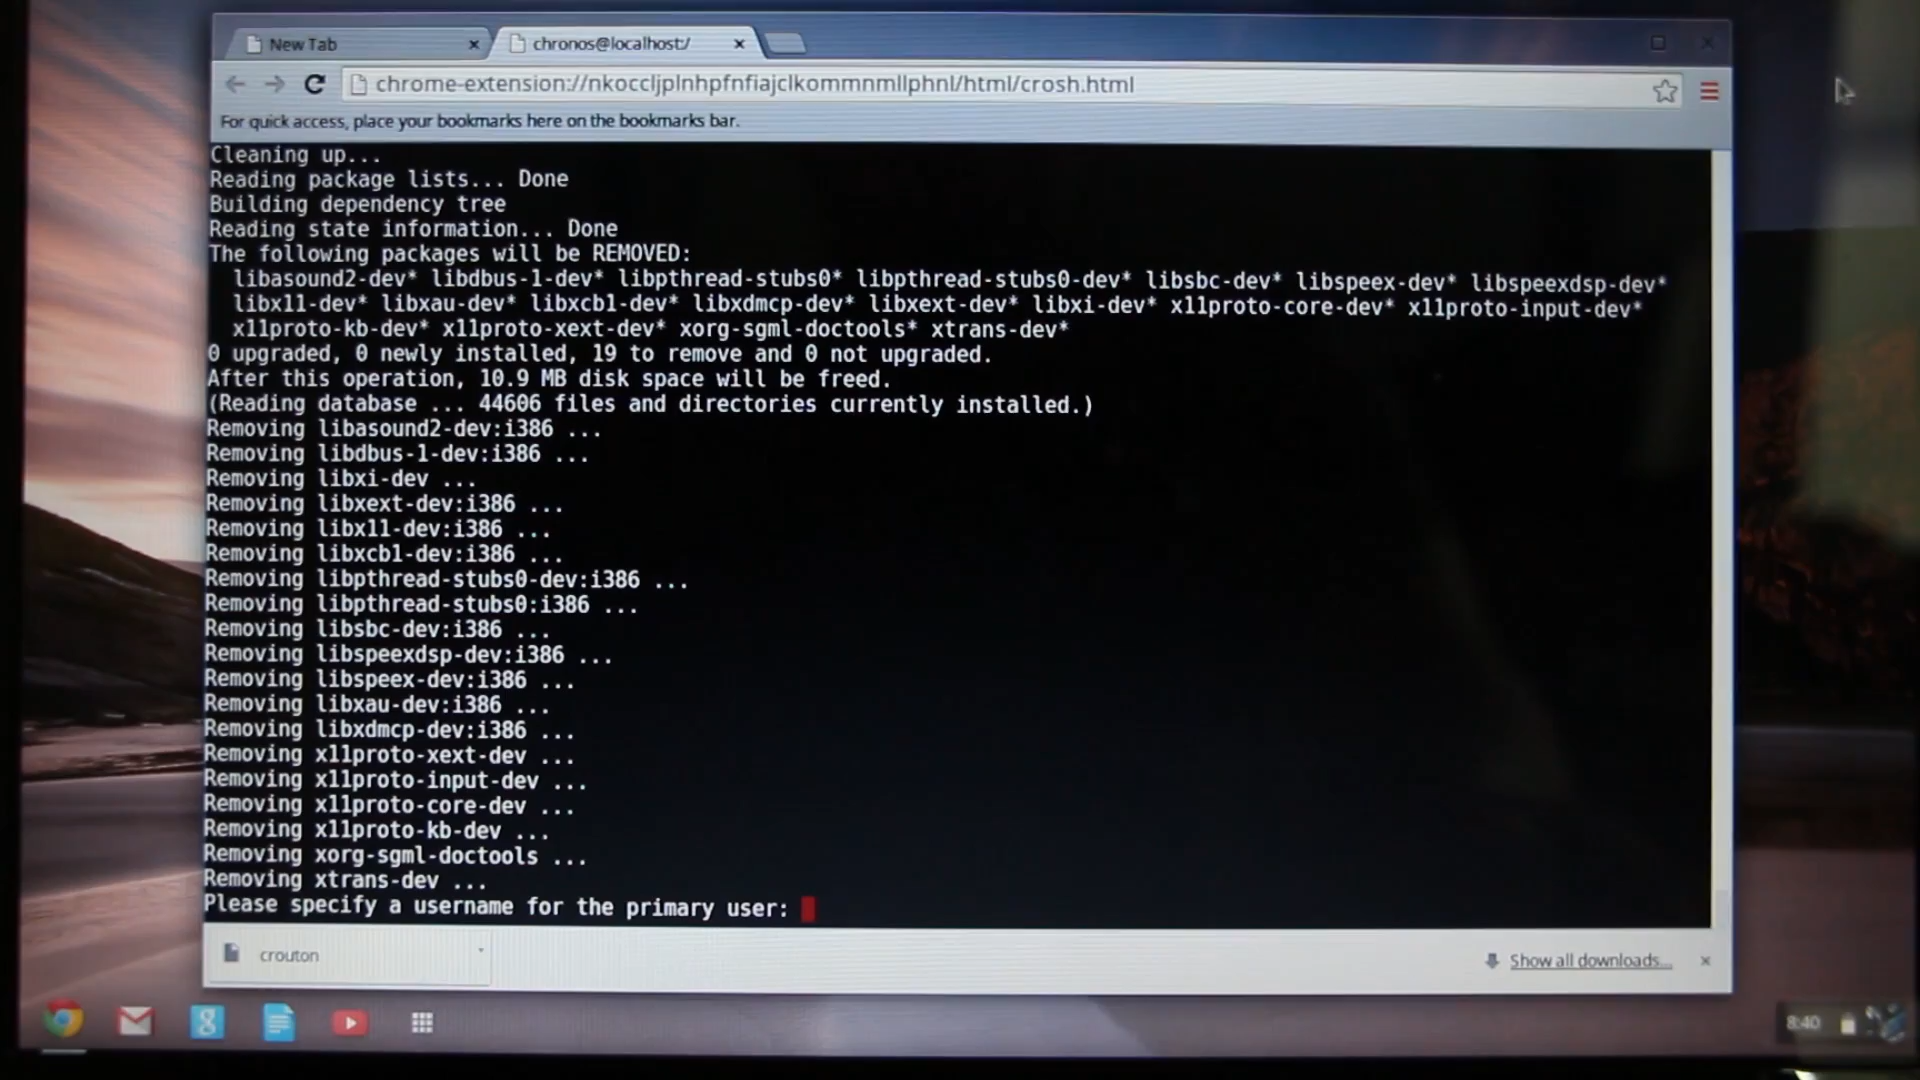 New Tab
chronos@localhost:/
chrome-extension://nkoccljplnhpfnfiajclkommnmllphnl/html/crosh.html
For quick access, place your bookmarks here on the bookmarks bar.
Cleaning up...
Reading package lists... Done
Building dependency tree
Reading state information... Done
The following packages will be REMOVED:
libasound2-dev* libdbus-1-dev* libpthread-stubs0* libpthread-stubs0-dev* libsbc-dev* libspeex-dev* libspeexdsp-dev*
libx11-dev* libxau-dev* libxcb1-dev* libxdmcp-dev* libxext-dev* libxi-dev* x11proto-core-dev* x11proto-input-dev*
x11proto-kb-dev* x11proto-xext-dev* xorg-sgml-doctools* xtrans-dev*
0 upgraded, 0 newly installed, 19 to remove and 0 not upgraded.
After this operation, 10.9 MB disk space will be freed.
(Reading database ... 44606 files and directories currently installed.)
Removing libasound2-dev:i386 ...
Removing libdbus-1-dev:i386 ...
Removing libxi-dev ...
Removing libxext-dev:i386 ...
Removing libx11-dev:i386 ...
Removing libxcb1-dev:i386 ...
Removing libpthread-stubs0-dev:i386 ...
Removing libpthread-stubs0:i386 ...
Removing libsbc-dev:i386 ...
Removing libspeexdsp-dev:i386 ...
Removing libspeex-dev:i386 ...
Removing libxau-dev:i386 ...
Removing libxdmcp-dev:i386 ...
Removing x11proto-xext-dev ...
Removing x11proto-input-dev ...
Removing x11proto-core-dev ...
Removing x11proto-kb-dev ...
Removing xorg-sgml-doctools ...
Removing xtrans-dev ...
Please specify a username for the primary user:
crouton
Show all downloads...
8
8:40